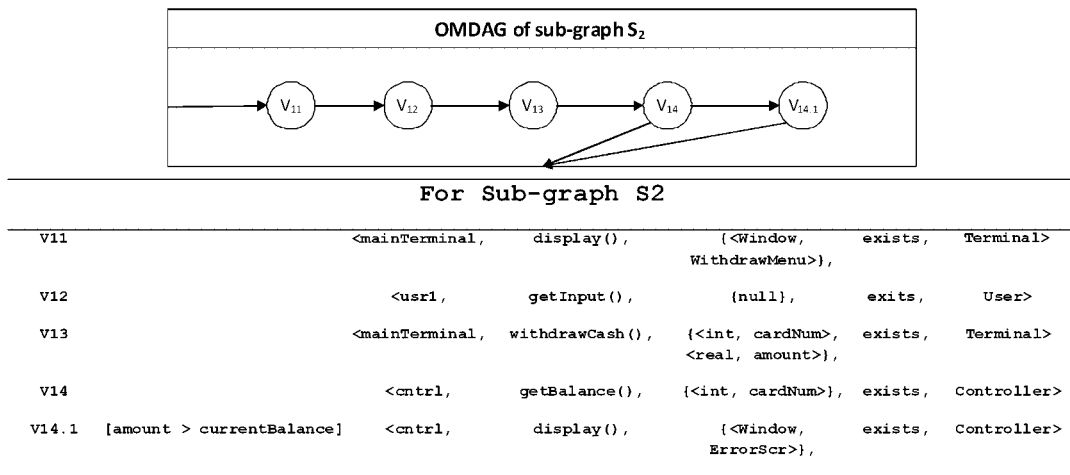 OMDAG of sub-graph S2
V11 V12 V13 V14 V14.1
For Sub-graph S2
V11 <mainTerminal, display(), {<Window, exists, Terminal>
WithdrawMenu>},
V12 <usr1, getInput(), {null}, exits, User>
V13 <mainTerminal, withdrawCash(), {<int, cardNum> exists, Terminal>
<real, amount>},
V14 <cntrl, getBalance(), {<int, cardNum>}, exists, Controller>
V14.1 [amount > currentBalance] <cntrl, display(), {<Window, exists, Controller>
ErrorScr>},